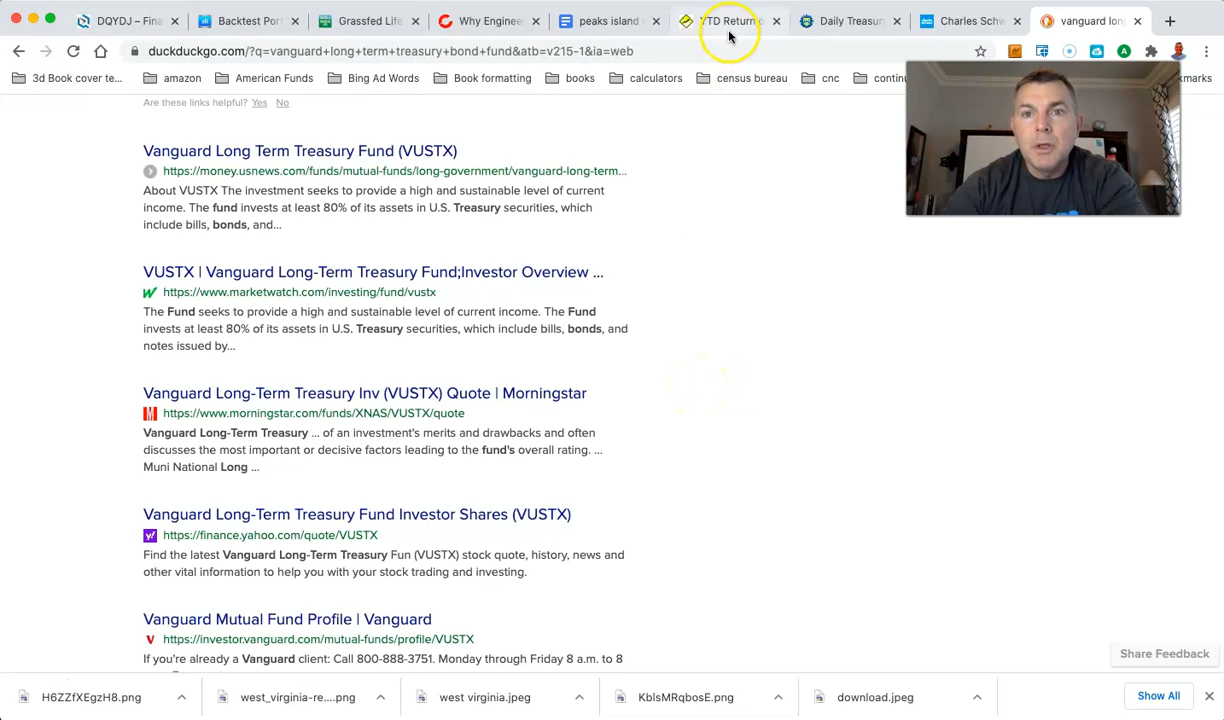 DQYDJ – Fina
Backtest Port
Grassfed Life
Why Enginee
peaks island
YTD Return
Daily Treasur
Charles Schw
vanguard lon
duckduckgo.com/?q=vanguard+long+term+treasury+bond+fund&atb=v215-1&ia=web
3d Book cover te...
amazon
American Funds
Bing Ad Words
Book formatting
books
calculators
census bureau
cnc
Are these links helpful? Yes No
Vanguard Long Term Treasury Fund (VUSTX)
https://money.usnews.com/funds/mutual-funds/long-government/vanguard-long-term...
About VUSTX The investment seeks to provide a high and sustainable level of current
income. The fund invests at least 80% of its assets in U.S. Treasury securities, which
include bills, bonds, and...
VUSTX | Vanguard Long-Term Treasury Fund;Investor Overview ...
https://www.marketwatch.com/investing/fund/vustx
The Fund seeks to provide a high and sustainable level of current income. The Fund
invests at least 80% of its assets in U.S. Treasury securities, which include bills, bonds, and
notes issued by...
Vanguard Long-Term Treasury Inv (VUSTX) Quote | Morningstar
https://www.morningstar.com/funds/XNAS/VUSTX/quote
Vanguard Long-Term Treasury ... of an investment's merits and drawbacks and often
discusses the most important or decisive factors leading to the fund's overall rating. ...
Muni National Long ...
Vanguard Long-Term Treasury Fund Investor Shares (VUSTX)
https://finance.yahoo.com/quote/VUSTX
Find the latest Vanguard Long-Term Treasury Fun (VUSTX) stock quote, history, news and
other vital information to help you with your stock trading and investing.
Vanguard Mutual Fund Profile | Vanguard
https://investor.vanguard.com/mutual-funds/profile/VUSTX
If you're already a Vanguard client: Call 800-888-3751. Monday through Friday 8 a.m. to 8
Share Feedback
H6ZZfXEgzH8.png
west_virginia-re....png
west virginia.jpeg
KblsMRqbosE.png
download.jpeg
Show All